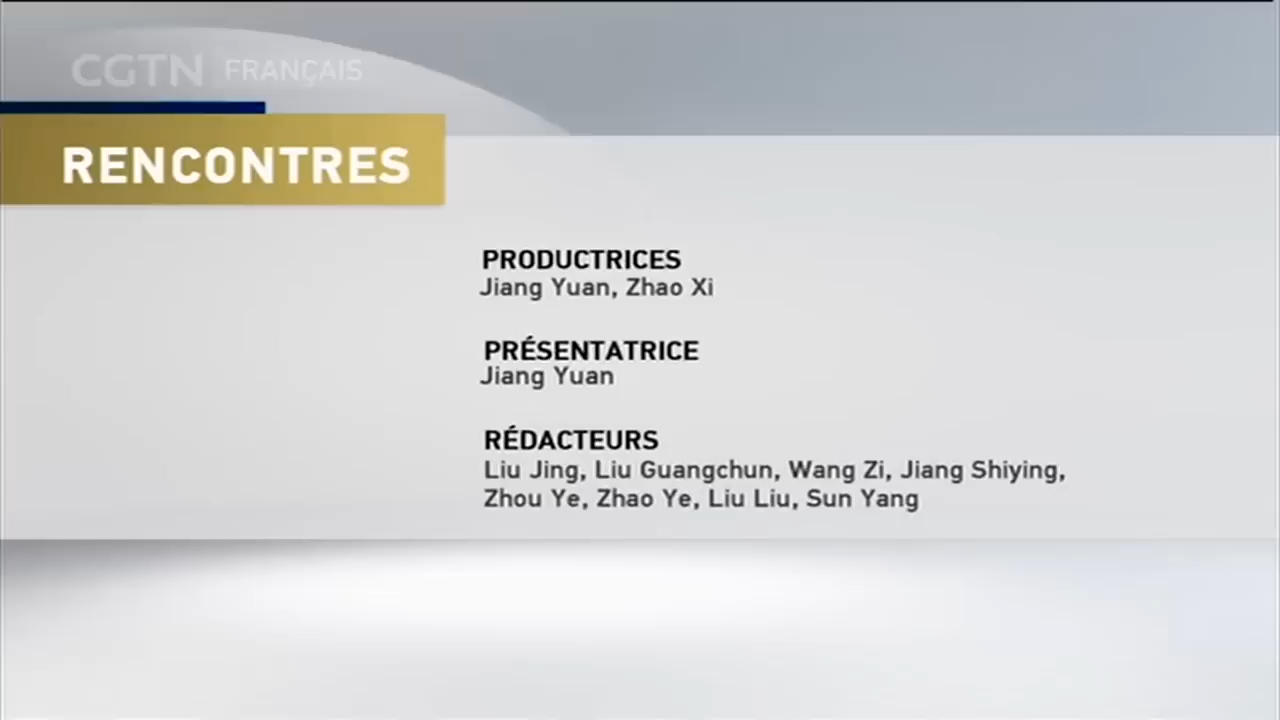 CGTN FRANÇAIS
RENCONTRES
PRODUCTRICES
Jiang Yuan, Zhao Xi
PRÉSENTATRICE
Jiang Yuan
RÉDACTEURS
Liu Jing, Liu Guangchun, Wang Zi, Jiang Shiying,
Zhou Ye, Zhao Ye, Liu Liu, Sun Yang